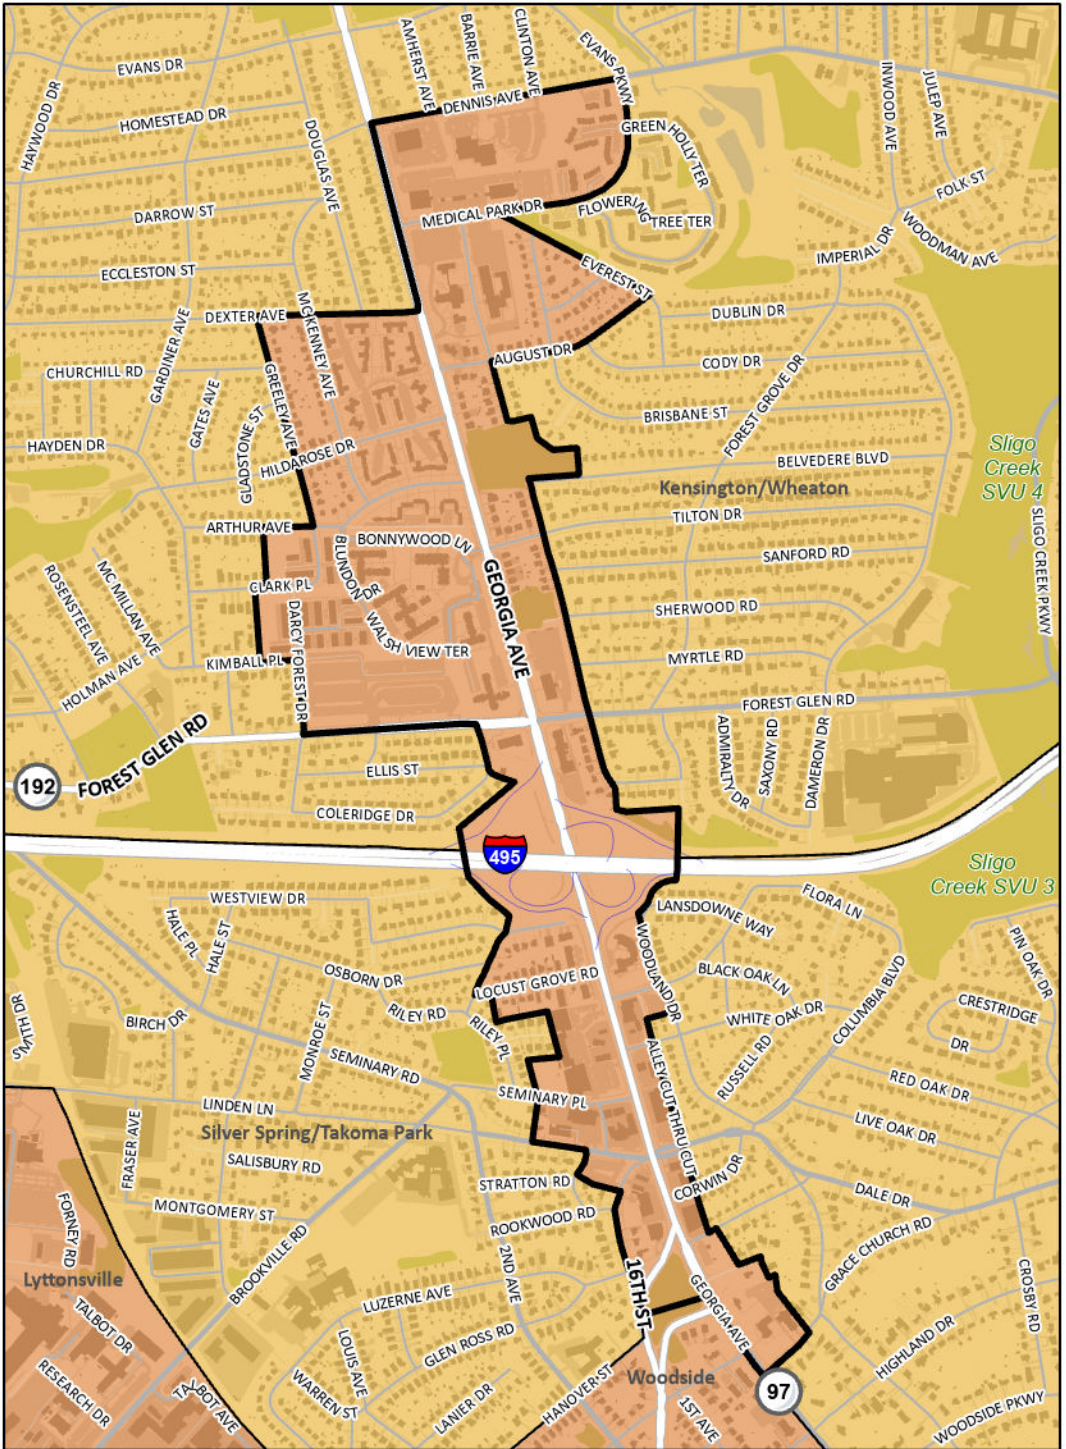 AMHERST AVE
BARRIE AVE
CLINTON AVE
EVANS PKWY
EVANS DR
HAYWOOD DR
HOMESTEAD DR
DOUGLAS AVE
DENNIS AVE
GREEN HOLLY TER
INWOOD AVE
JULEP AVE
FOLK ST
WOODMAN AVE
DARROW ST
MEDICAL PARK DR
FLOWERING
TREE TER
IMPERIAL DR
ECCLESTON ST
EVEREST ST
DEXTER AVE
MCKENNEY AVE
GARDINER AVE
DUBLIN DR
CHURCHILL RD
GREELEY AVE
AUGUST DR
CODY DR
GATES AVE
GLADSTONE ST
BRISBANE ST
FOREST GROVE DR
HAYDEN DR
HILDAROSE DR
BELVEDERE BLVD
Sligo
Creek
SVU 4
Kensington/Wheaton
TILTON DR
ARTHUR AVE
BONNYWOOD LN
SANFORD RD
SLIGO CREEK PKWY
MC MILLAN AVE
ROSENSTEEL AVE
CLARK PL
BLUNDON DR
GEORGIA AVE
SHERWOOD RD
DARCY FOREST DR
WALSH VIEW TER
MYRTLE RD
HOLMAN AVE
KIMBALL PL
FOREST GLEN RD
FOREST GLEN RD
192
ADMIRALTY DR
SAXONY RD
DAMERON DR
ELLIS ST
COLERIDGE DR
495
Sligo
Creek SVU 3
WESTVIEW DR
HALE PL
HALE ST
FLORA LN
LANSDOWNE WAY
WOODLAND DR
PIN OAK DR
OSBORN DR
LOCUST GROVE RD
BLACK OAK LN
COLUMBIA BLVD
CRESTRIDGE
DR
RILEY RD
RILEY PL
WHITE OAK DR
BIRCH DR
MONROE ST
SEMINARY RD
RUSSELL RD
RED OAK DR
SEMINARY PL
ALLEY CUT THRU CUT
LINDEN LN
Silver Spring/Takoma Park
LIVE OAK DR
FRASER AVE
SALISBURY RD
STRATTON RD
CORWIN DR
DALE DR
MONTGOMERY ST
ROOKWOOD RD
GRACE CHURCH RD
FORNEY RD
BROOKVILLE RD
2ND AVE
16TH ST
CROSBY RD
Lyttonsville
LUZERNE AVE
GEORGIA AVE
TALBOT DR
GLEN ROSS RD
LOUIS AVE
HIGHLAND DR
RESEARCH DR
TALBOT AVE
WARREN ST
LANIER DR
HANOVER ST
Woodside
1ST AVE
97
WOODSIDE PKWY